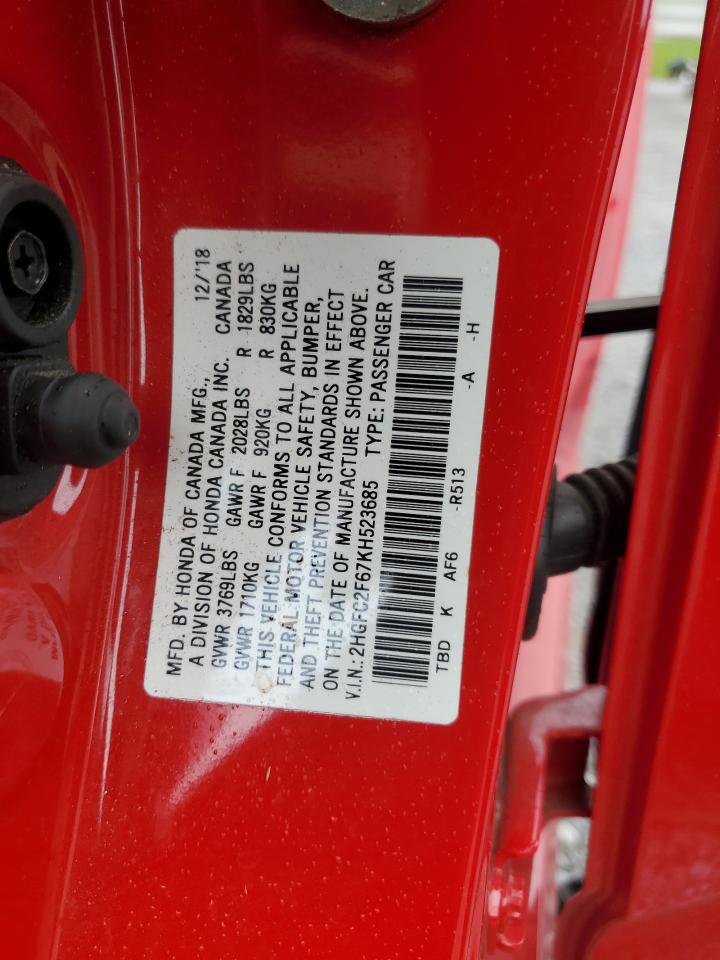 MFD. BY HONDA OF CANADA MFG., 12/'18
A DIVISION OF HONDA CANADA INC. CANADA
GVWR 3769LBS GAWR F 2028LBS R 1829LBS
GVWR 1710KG GAWR F 920KG R 830KG
THIS VEHICLE CONFORMS TO ALL APPLICABLE
FEDERAL MOTOR VEHICLE SAFETY, BUMPER,
AND THEFT PREVENTION STANDARDS IN EFFECT
ON THE DATE OF MANUFACTURE SHOWN ABOVE.
V.I.N.: 2HGFC2F67KH523685 TYPE: PASSENGER CAR
TBD K AF6 -R513 -A -H